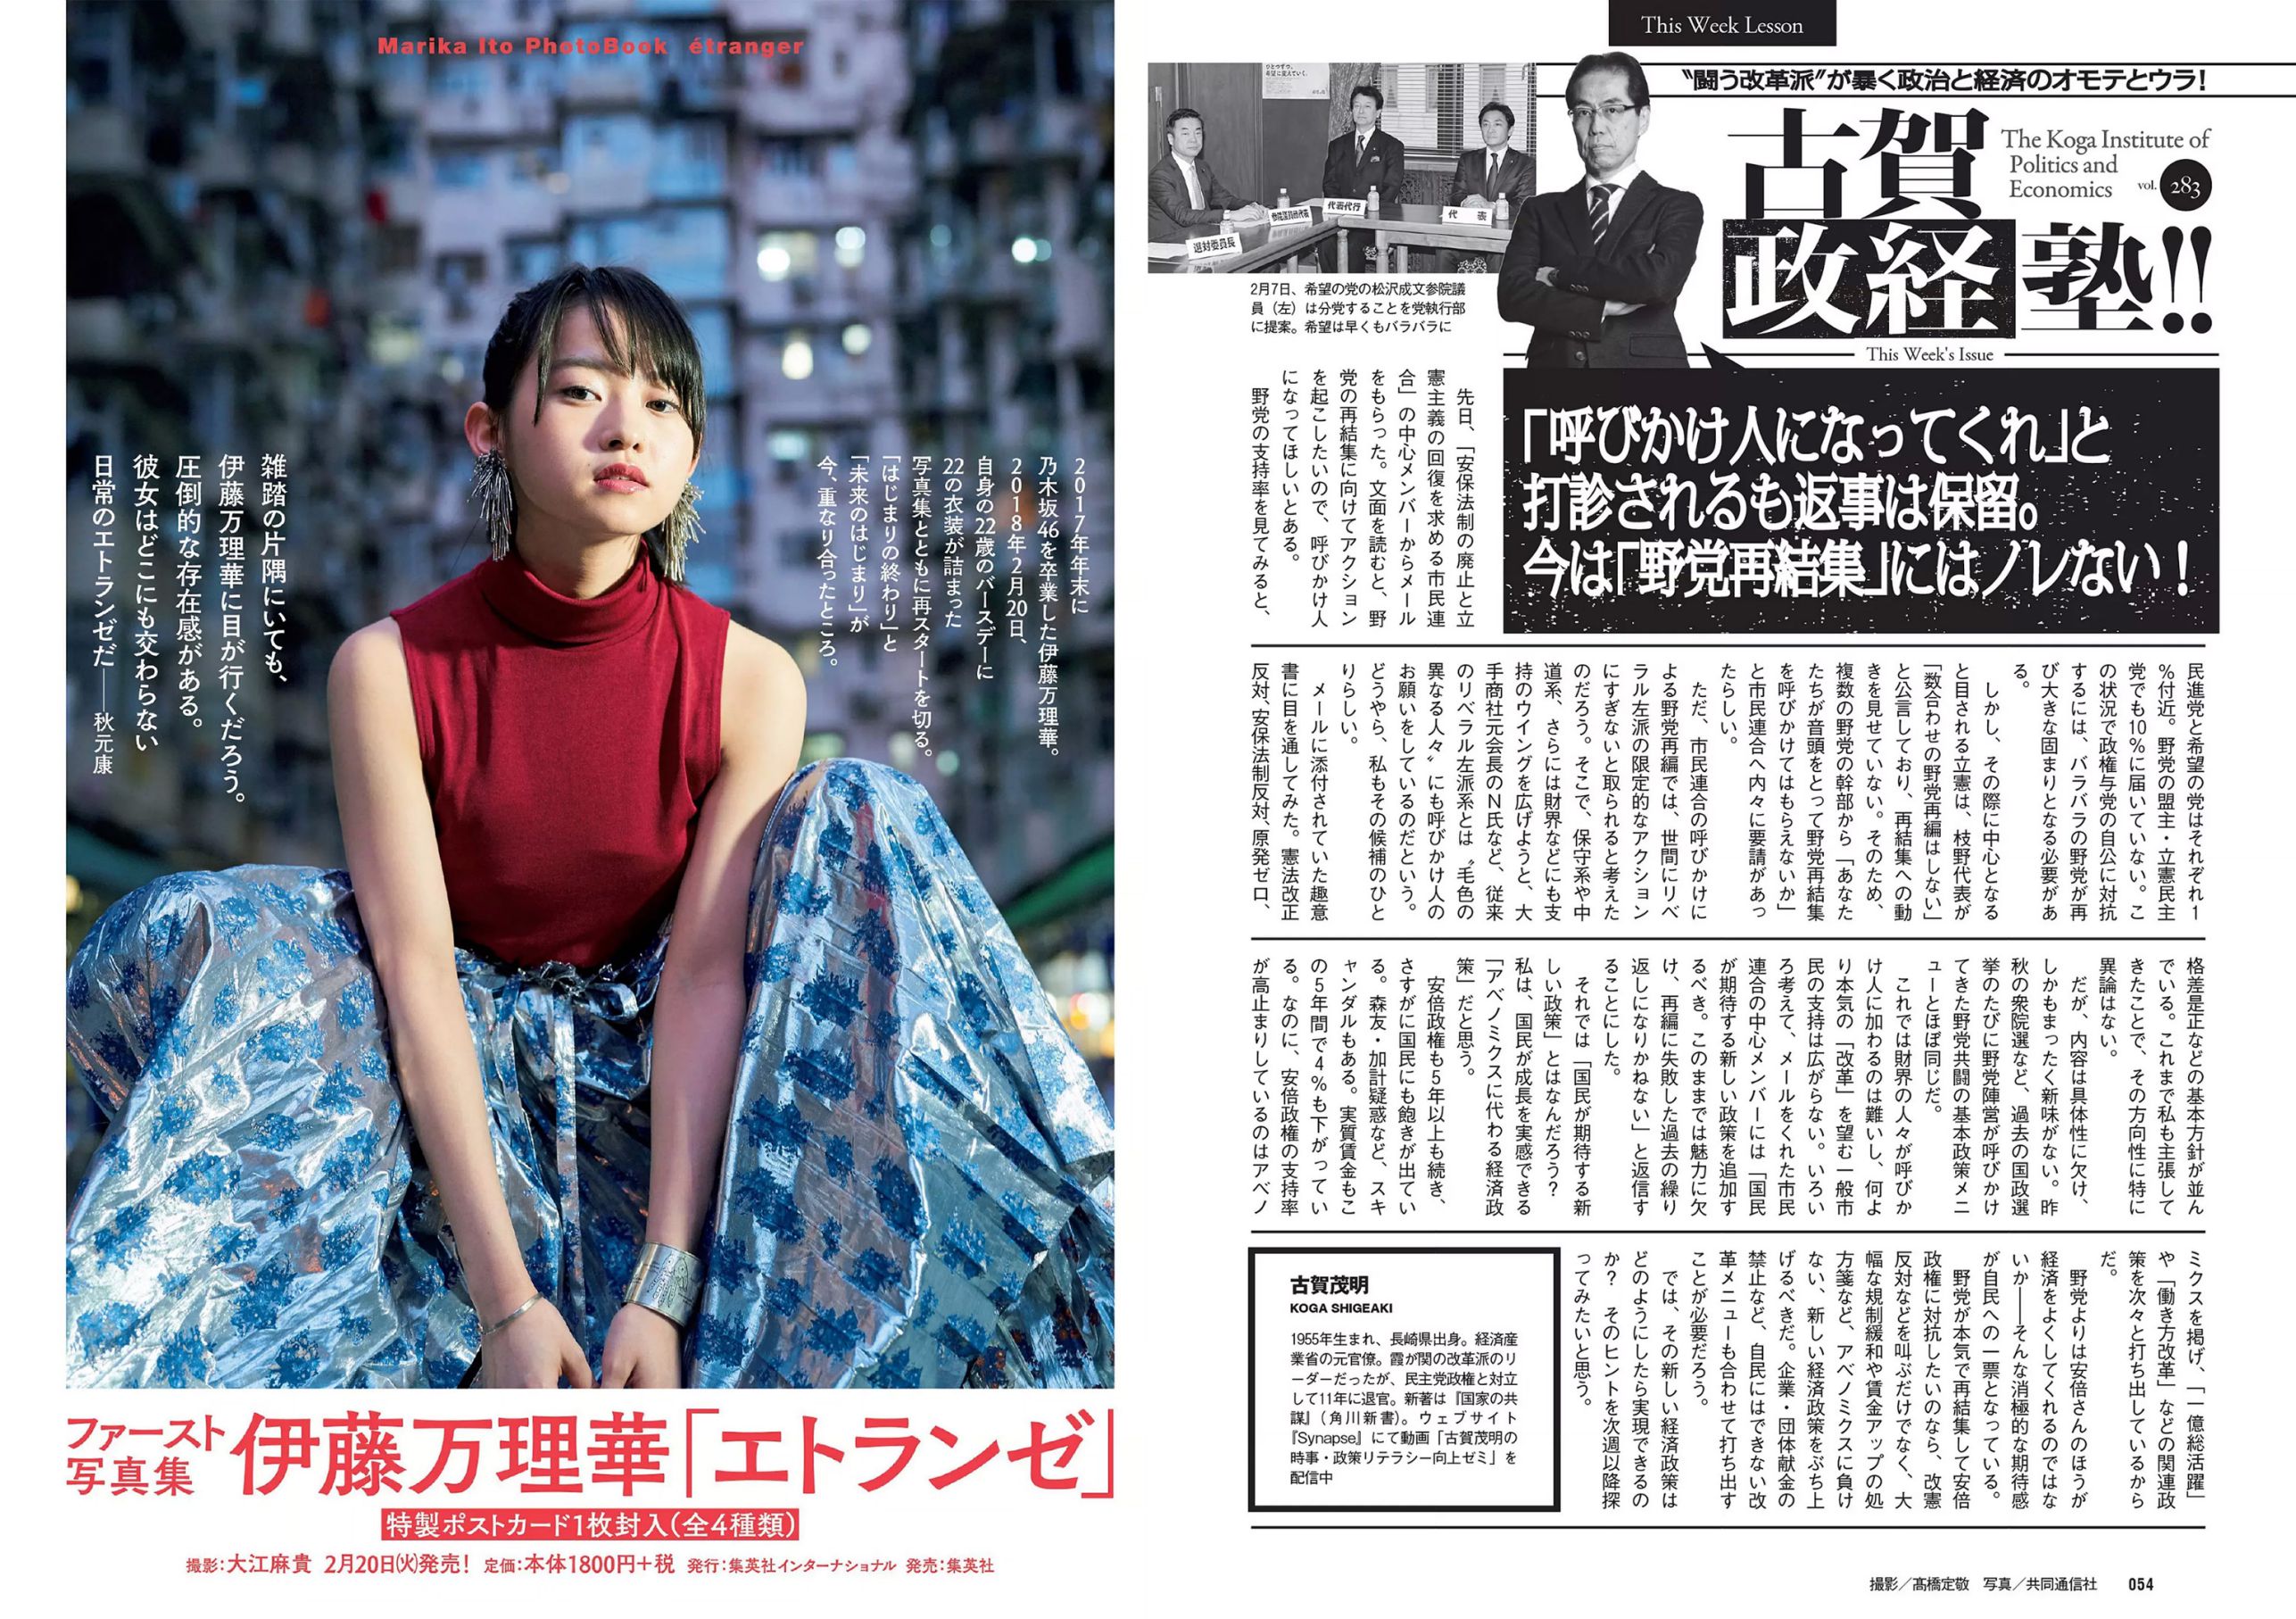 Marika Ito PhotoBook étranger
2017年年末に
乃木坂46を卒業した伊藤万理華。
2018年2月20日、
自身の22歳のバースデーに
22の衣装が詰まった
写真集とともに再スタートを切る。
「はじまりの終わり」と
「未来のはじまり」が
今、重なり合ったところ。
雑踏の片隅にいても、
伊藤万理華に目が行くだろう。
圧倒的な存在感がある。
彼女はどこにも交わらない
日常のエトランゼだ——秋元康
ファースト
写真集
伊藤万理華「エトランゼ」
特製ポストカード1枚封入(全4種類)
撮影:大江麻貴 2月20日(火)発売! 定価:本体1800円+税 発行:集英社インターナショナル 発売:集英社
This Week Lesson
〝闘う改革派〟が暴く政治と経済のオモテとウラ!
古賀
政経塾!!
The Koga Institute of
Politics and
Economics
vol. 283
選対委員長
代表代行
代表
2月7日、希望の党の松沢成文参院議
員（左）は分党することを党執行部
に提案。希望は早くもバラバラに
This Week's Issue
「呼びかけ人になってくれ」と
打診されるも返事は保留。
今は「野党再結集」にはノレない!
先日、「安保法制の廃止と立
憲主義の回復を求める市民連
合」の中心メンバーからメール
をもらった。文面を読むと、野
党の再結集に向けてアクション
を起こしたいので、呼びかけ人
になってほしいとある。
野党の支持率を見てみると、
民進党と希望の党はそれぞれ1
％付近。野党の盟主・立憲民主
党でも10％に届いていない。こ
の状況で政権与党の自公に対抗
するには、バラバラの野党が再
び大きな固まりとなる必要があ
る。
しかし、その際に中心となる
と目される立憲は、枝野代表が
「数合わせの野党再編はしない」
と公言しており、再結集への動
きを見せていない。そのため、
複数の野党の幹部から「あなた
たちが音頭をとって野党再結集
を呼びかけてはもらえないか」
と市民連合へ内々に要請があっ
たらしい。
ただ、市民連合の呼びかけに
よる野党再編では、世間にリベ
ラル左派の限定的なアクション
にすぎないと取られると考えた
のだろう。そこで、保守系や中
道系、さらには財界などにも支
持のウイングを広げようと、大
手商社元会長のN氏など、従来
のリベラル左派系とは〝毛色の
異なる人々〟にも呼びかけ人の
お願いをしているのだという。
どうやら、私もその候補のひと
りらしい。
メールに添付されていた趣意
書に目を通してみた。憲法改正
反対、安保法制反対、原発ゼロ、
格差是正などの基本方針が並ん
でいる。これまで私も主張して
きたことで、その方向性に特に
異論はない。
だが、内容は具体性に欠け、
しかもまったく新味がない。昨
秋の衆院選など、過去の国政選
挙のたびに野党陣営が呼びかけ
てきた野党共闘の基本政策メニ
ューとほぼ同じだ。
これでは財界の人々が呼びか
け人に加わるのは難しいし、何よ
り本気の「改革」を望む一般市
民の支持は広がらない。いろい
ろ考えて、メールをくれた市民
連合の中心メンバーには「国民
が期待する新しい政策を追加す
るべき。このままでは魅力に欠
け、再編に失敗した過去の繰り
返しになりかねない」と返信す
ることにした。
それでは「国民が期待する新
しい政策」とはなんだろう?
私は、国民が成長を実感できる
「アベノミクスに代わる経済政
策」だと思う。
安倍政権も5年以上も続き、
さすがに国民にも飽きが出てい
る。森友・加計疑惑など、スキ
ャンダルもある。実質賃金もこ
の5年間で4％も下がってい
る。なのに、安倍政権の支持率
が高止まりしているのはアベノ
ミクスを掲げ、「一億総活躍」
や「働き方改革」などの関連政
策を次々と打ち出しているから
だ。
野党よりは安倍さんのほうが
経済をよくしてくれるのではな
いか——そんな消極的な期待感
が自民への一票となっている。
野党が本気で再結集して安倍
政権に対抗したいのなら、改憲
反対などを叫ぶだけでなく、大
幅な規制緩和や賃金アップの処
方箋など、アベノミクスに負け
ない、新しい経済政策をぶち上
げるべきだ。企業・団体献金の
禁止など、自民にはできない改
革メニューも合わせて打ち出す
ことが必要だろう。
では、その新しい経済政策は
どのようにしたら実現できるの
か? そのヒントを次週以降探
ってみたいと思う。
古賀茂明
KOGA SHIGEAKI
1955年生まれ、長崎県出身。経済産
業省の元官僚。霞が関の改革派のリ
ーダーだったが、民主党政権と対立
して11年に退官。新著は『国家の共
謀』（角川新書）。ウェブサイト
『Synapse』にて動画「古賀茂明の
時事・政策リテラシー向上ゼミ」を
配信中
撮影／髙橋定敬 写真／共同通信社 054